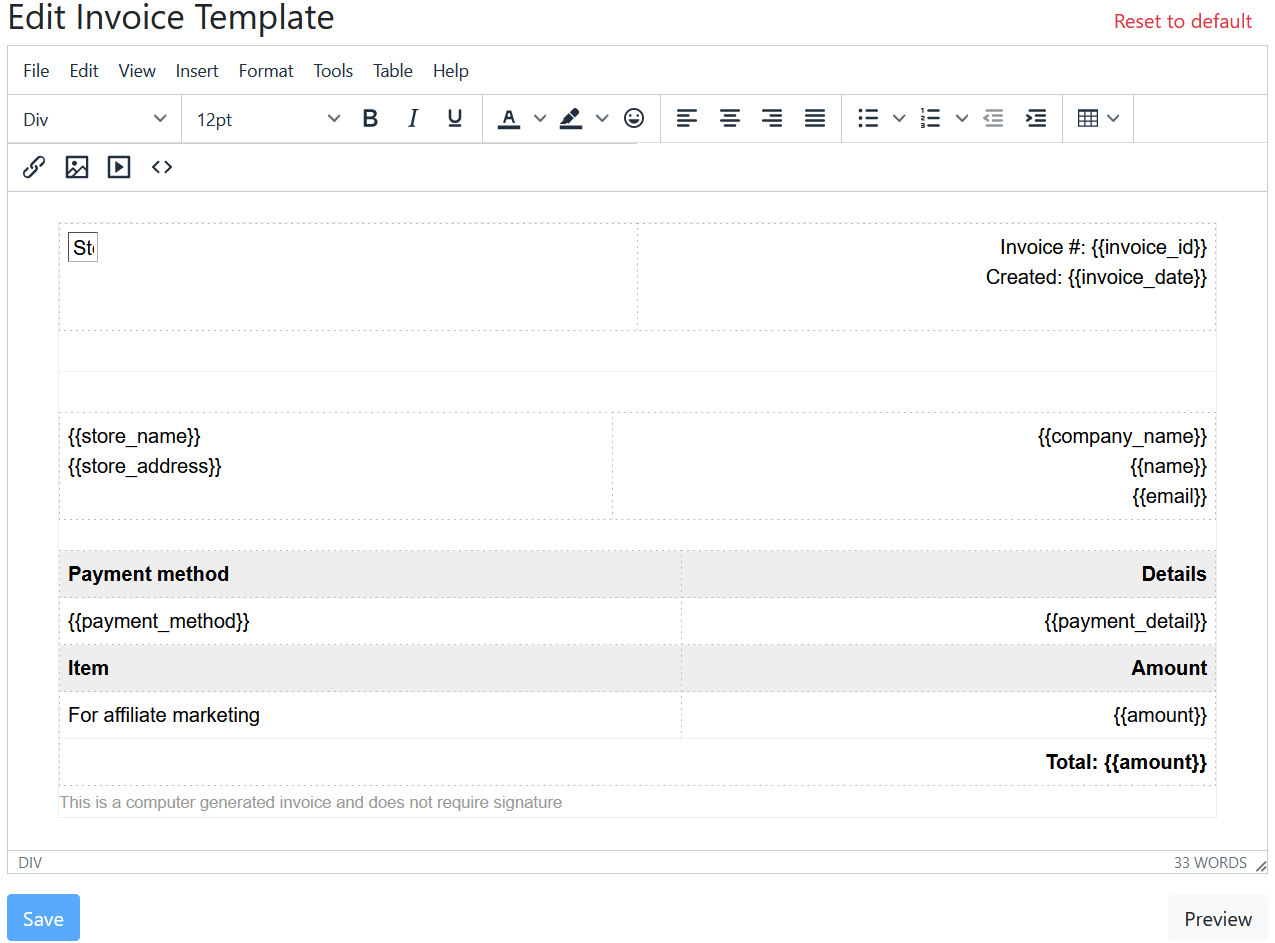 Edit Invoice Template
Reset to default
File Edit View Insert Format Tools Table Help
Div 12pt B I U A
Invoice #: {{invoice_id}}
Created: {{invoice_date}}
{{store_name}} {{company_name}}
{{store_address}} {{name}}
{{email}}
Payment method Details
{{payment_method}} {{payment_detail}}
Item Amount
For affiliate marketing {{amount}}
Total: {{amount}}
This is a computer generated invoice and does not require signature
DIV 33 WORDS
Save Preview